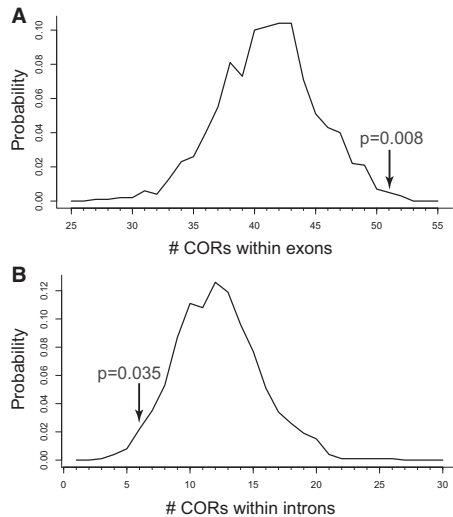 A
Probability
0.10
0.08
0.06
0.04
0.02
0.00
p=0.008
25 30 35 40 45 50 55
# CORs within exons
B
Probability
0.12
0.10
0.08
0.06
0.04
0.02
0.00
p=0.035
0 5 10 15 20 25 30
# CORs within introns